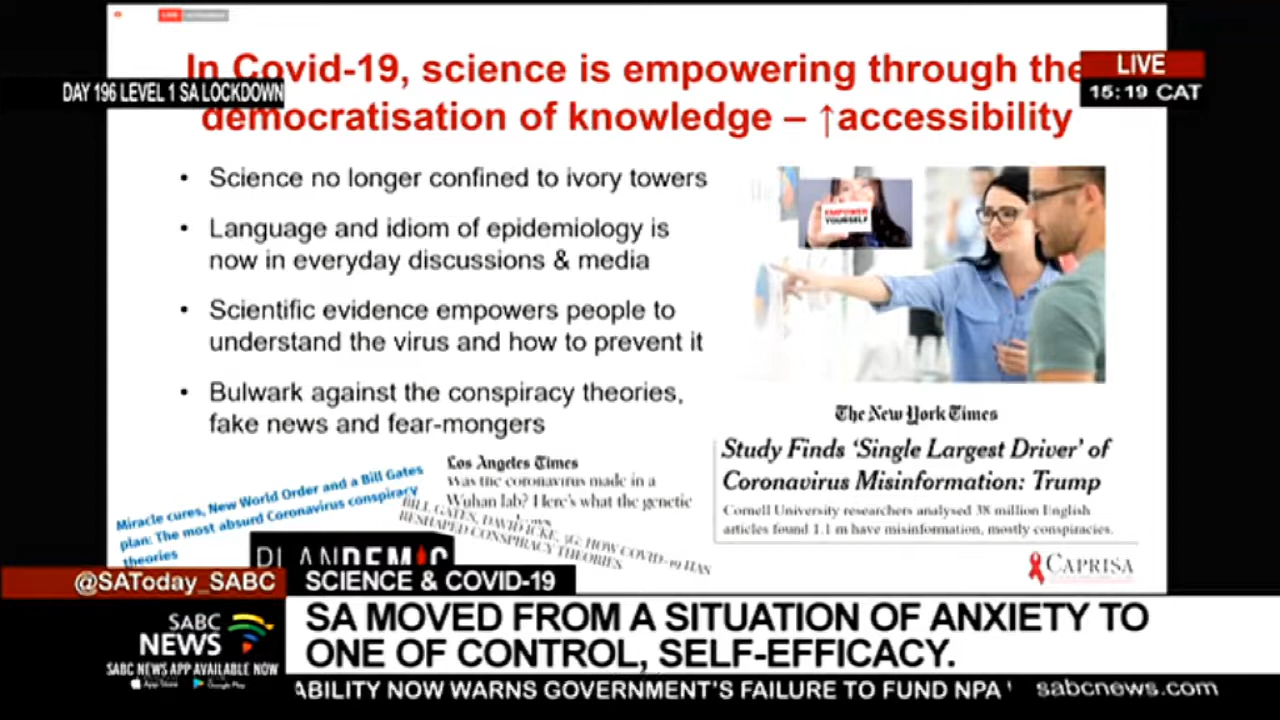 LIVE
In Covid-19, science is empowering through the
democratisation of knowledge – ↑accessibility
DAY 196 LEVEL 1 SA LOCKDOWN
LIVE
15:19 CAT
• Science no longer confined to ivory towers
• Language and idiom of epidemiology is
now in everyday discussions & media
• Scientific evidence empowers people to
understand the virus and how to prevent it
• Bulwark against the conspiracy theories,
fake news and fear-mongers
EMPOWER
YOURSELF
The New York Times
Study Finds ‘Single Largest Driver’ of
Coronavirus Misinformation: Trump
Cornell University researchers analysed 38 million English
articles found 1.1 m have misinformation, mostly conspiracies.
Los Angeles Times
Was the coronavirus made in a
Wuhan lab? Here’s what the genetic
Miracle cures, New World Order and a Bill Gates
plan: The most absurd Coronavirus conspiracy
theories
BILL GATES, DAVID ICKE, 5G: HOW COVID-19 HAS
RESHAPED CONSPIRACY THEORIES
PLANDEMIC
CAPRISA
@SAToday_SABC
SCIENCE & COVID-19
SA MOVED FROM A SITUATION OF ANXIETY TO
ONE OF CONTROL, SELF-EFFICACY.
SABC
NEWS
SABC NEWS APP AVAILABLE NOW
App Store
Google Play
ABILITY NOW WARNS GOVERNMENT’S FAILURE TO FUND NPA '
sabcnews.com